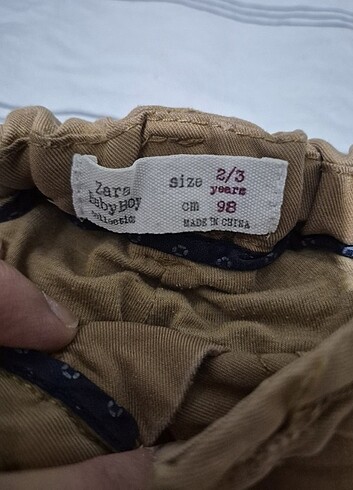 Zara
Baby Boy
collection
size 2/3
years
cm 98
MADE IN CHINA